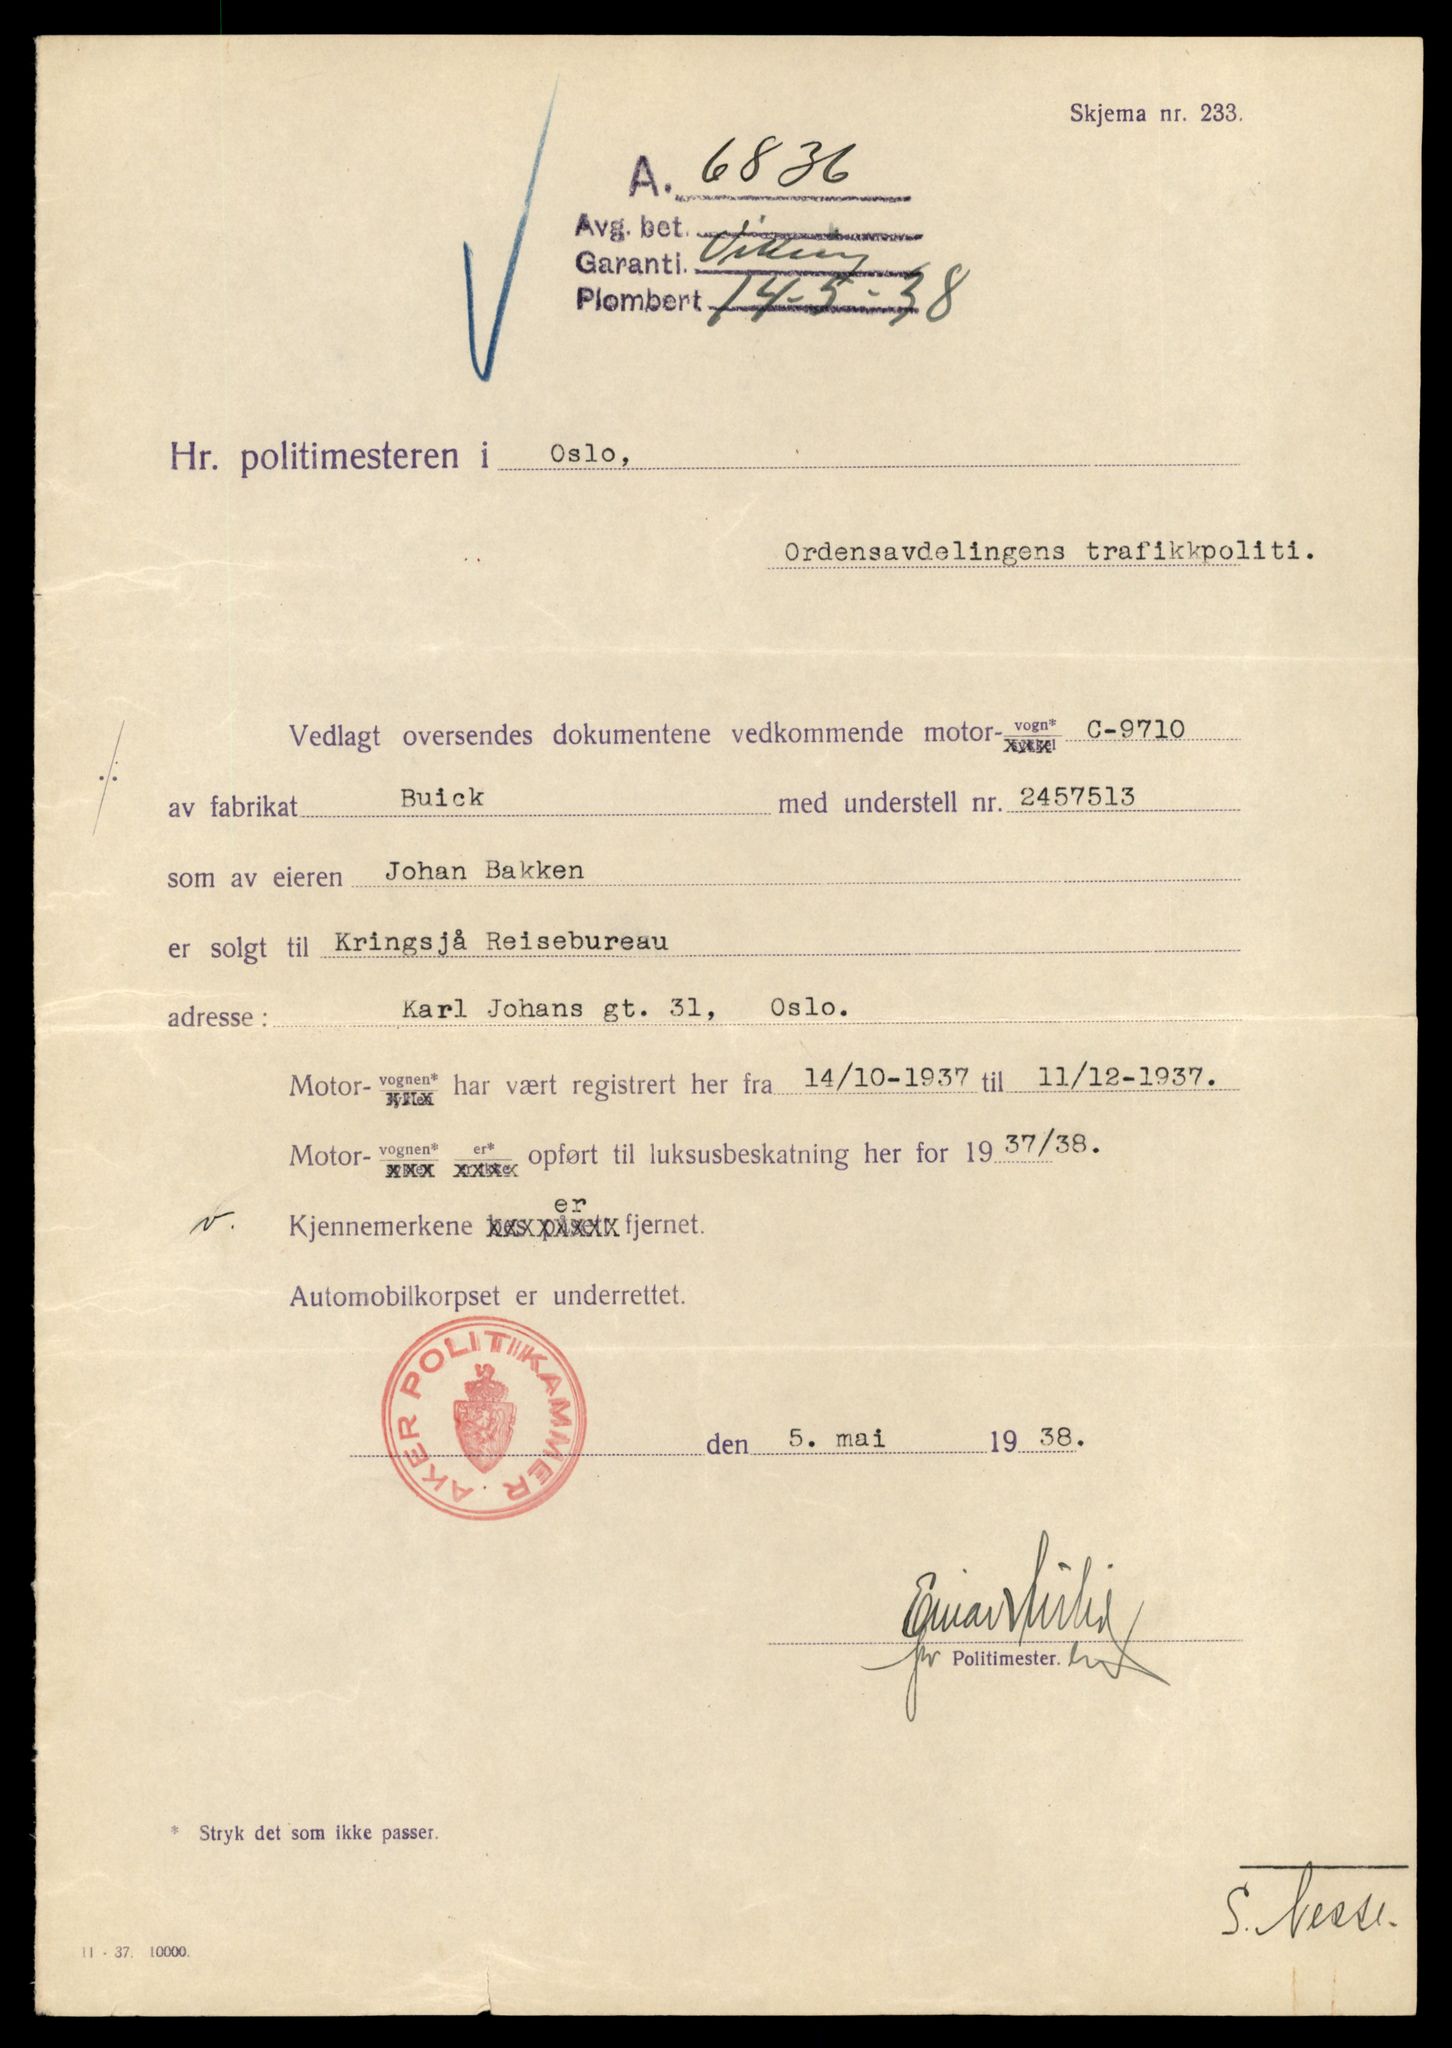 Skjema nr. 233.
A. 6836
Avg. bet.
Garanti. Viking
Plombert 14-5-38
Hr. politimesteren i Oslo,
Ordensavdelingens trafikkpoliti.
Vedlagt oversendes dokumentene vedkommende motor- vogn* C-9710
av fabrikat Buick med understell nr. 2457513
som av eieren Johan Bakken
er solgt til Kringsjå Reisebureau
adresse: Karl Johans gt. 31, Oslo.
Motor- vognen* har vært registrert her fra 14/10-1937 til 11/12-1937.
Motor- vognen* er* opført til luksusbeskatning her for 1937/38.
v. Kjennemerkene er fjernet.
Automobilkorpset er underrettet.
AKER POLITIKAMMER.
den 5. mai 1938.
Einar
for Politimester.
* Stryk det som ikke passer.
S. Nesse.
11 - 37. 10000.